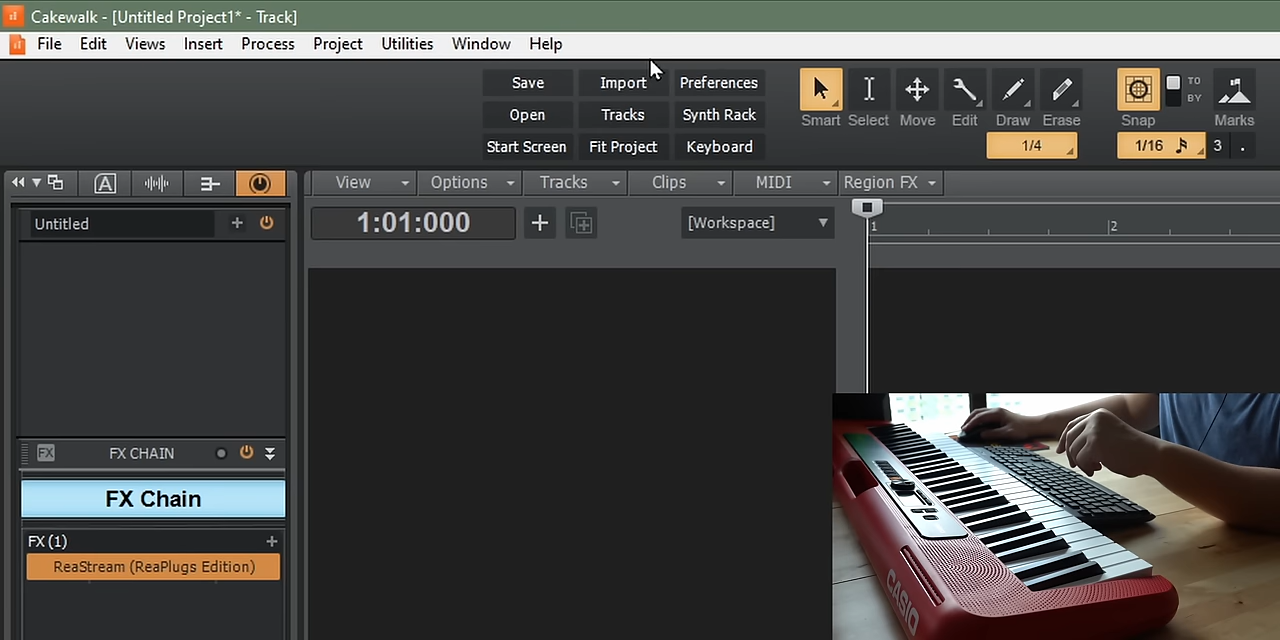 Cakewalk - [Untitled Project1* - Track]
File Edit Views Insert Process Project Utilities Window Help
Save Import Preferences
Open Tracks Synth Rack
Start Screen Fit Project Keyboard
Smart Select Move Edit Draw Erase
1/4
TO
BY
Snap Marks
1/16 3 .
A
View Options Tracks Clips MIDI Region FX
Untitled
1:01:000
[Workspace]
1 2
FX FX CHAIN
FX Chain
FX (1)
ReaStream (ReaPlugs Edition)
CASIO